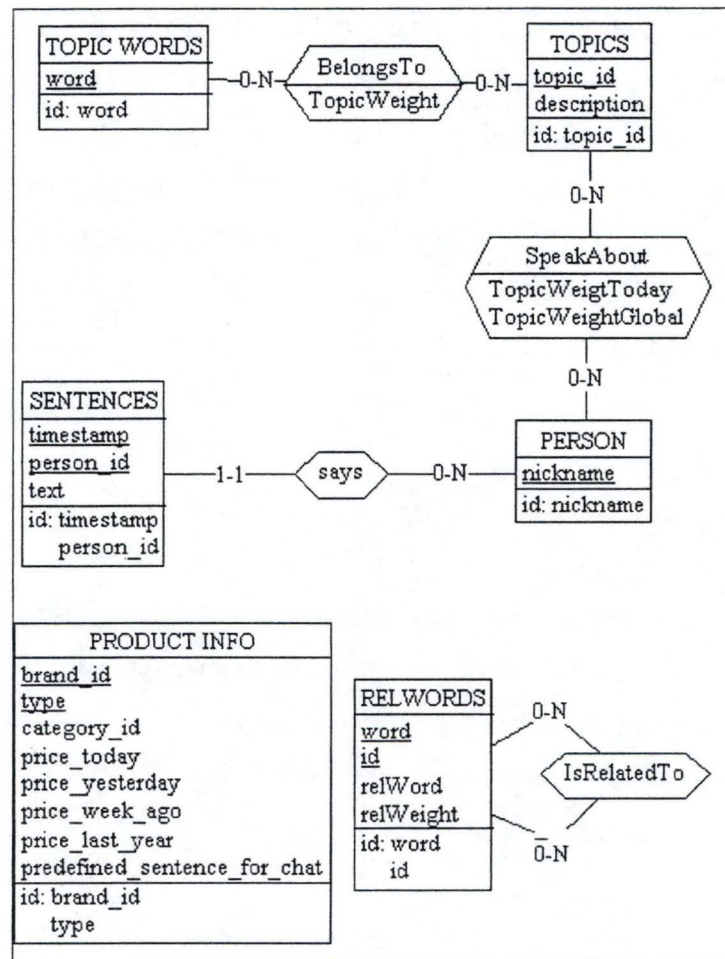 TOPIC WORDS
word
id: word
0-N
BelongsTo
TopicWeight
0-N
TOPICS
topic_id
description
id: topic_id
0-N
SpeakAbout
TopicWeigtToday
TopicWeightGlobal
0-N
SENTENCES
timestamp
person_id
text
id: timestamp
person_id
1-1
says
0-N
PERSON
nickname
id: nickname
PRODUCT INFO
brand_id
type
category_id
price_today
price_yesterday
price_week_ago
price_last_year
predefined_sentence_for_chat
id: brand_id
type
RELWORDS
word
id
relWord
relWeight
id: word
id
0-N
IsRelatedTo
0-N